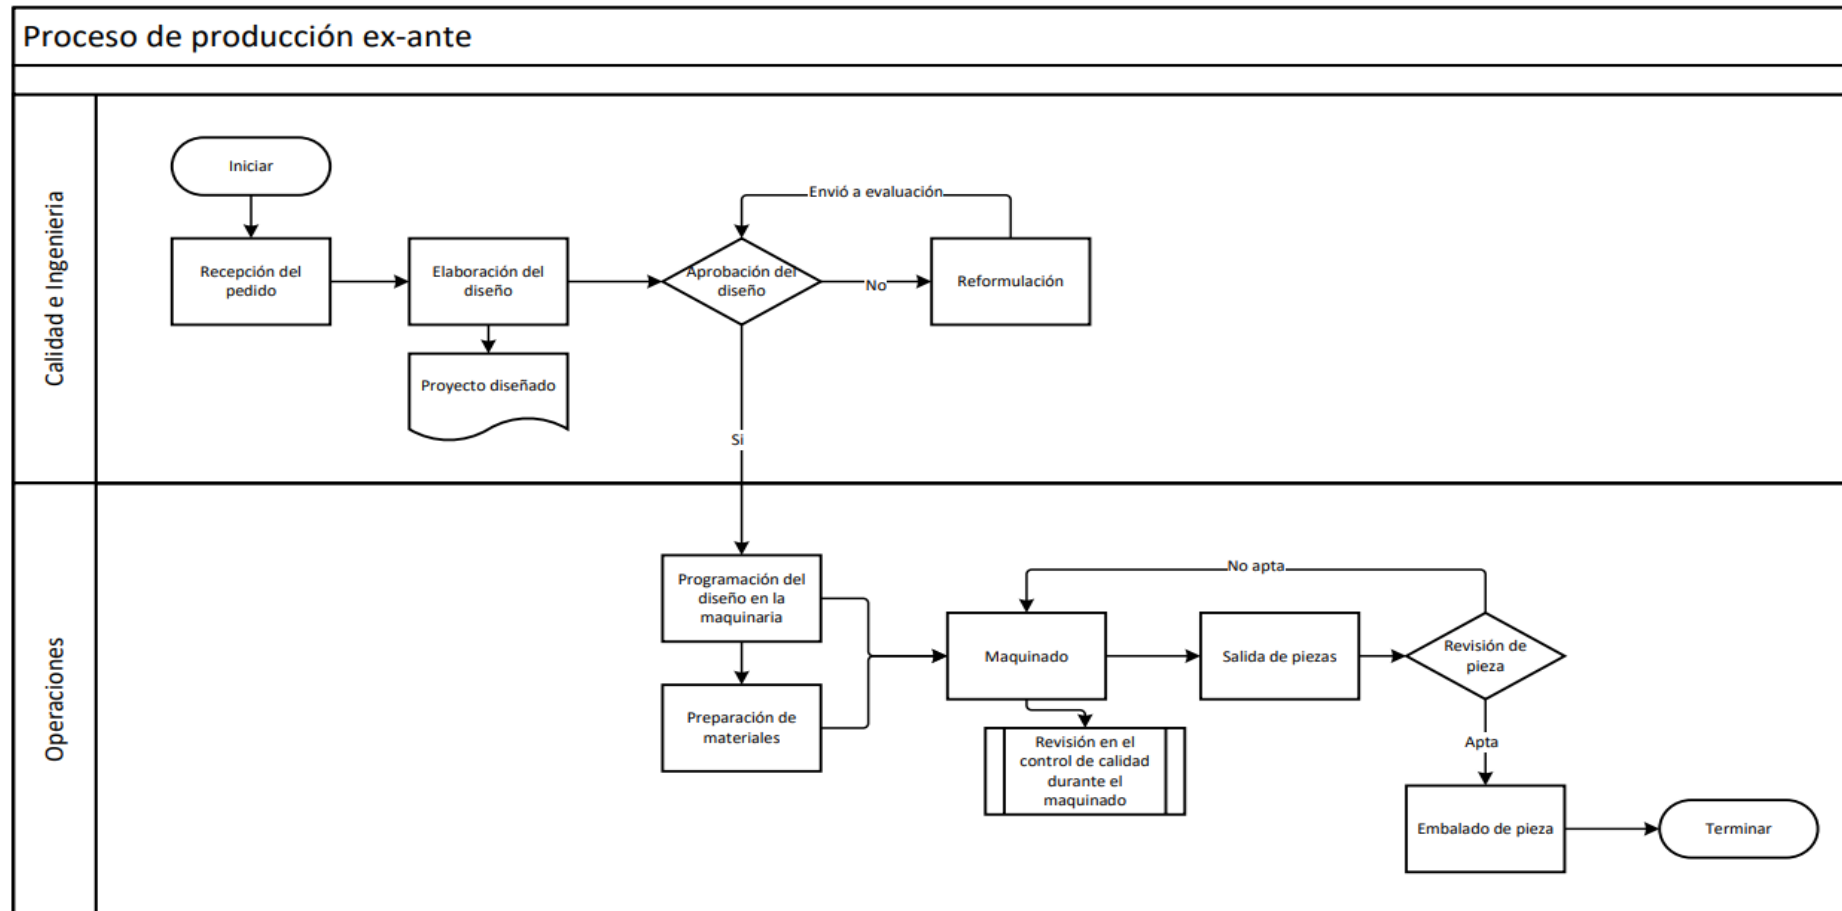 Proceso de producción ex-ante
Calidad e Ingenieria
Iniciar
Envió a evaluación
Recepción del
pedido
Elaboración del
diseño
Aprobación del
diseño
No
Reformulación
Proyecto diseñado
Si
Operaciones
Programación del
diseño en la
maquinaria
No apta
Maquinado
Salida de piezas
Revisión de
pieza
Preparación de
materiales
Revisión en el
control de calidad
durante el
maquinado
Apta
Embalado de pieza
Terminar